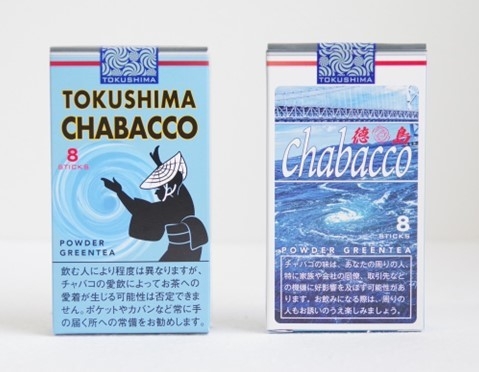 TOKUSHIMA
TOKUSHIMA
CHABACCO
8
STICKS
POWDER
GREENTEA
飲む人により程度は異なりますが、
チャバコの愛飲によってお茶への
愛着が生じる可能性は否定できま
せん。ポケットやカバンなど常に手
の届く所への常備をお勧めします。
TOKUSHIMA
徳島
Chabacco
8
STICKS
POWDER GREENTEA
チャバコの味は、あなたの周りの人、
特に家族や会社の同僚、取引先など
の機嫌に好影響を及ぼす可能性があ
ります。お飲みになる際は、周りの
人もお誘いのうえ楽しみましょう。